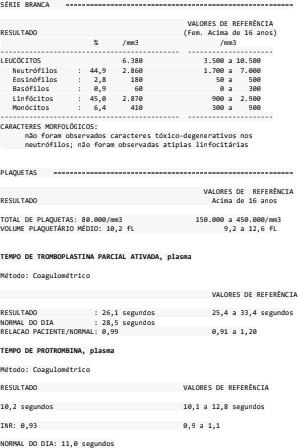 SÉRIE BRANCA ----------------------------------------------------------
VALORES DE REFERÊNCIA
RESULTADO (Fem. Acima de 16 anos)
% /mm3 /mm3
LEUCÓCITOS 6.380 3.500 a 10.500
Neutrófilos : 44,9 2.860 1.700 a 7.000
Eosinófilos : 2,8 180 50 a 500
Basófilos : 0,9 60 0 a 300
Linfócitos : 45,0 2.870 900 a 2.900
Monócitos : 6,4 410 300 a 900
CARACTERES MORFOLÓGICOS:
não foram observados caracteres tóxico-degenerativos nos
neutrófilos; não foram observadas atipias linfocitárias
PLAQUETAS ----------------------------------------------------------
VALORES DE REFERÊNCIA
RESULTADO Acima de 16 anos
TOTAL DE PLAQUETAS: 80.000/mm3 150.000 a 450.000/mm3
VOLUME PLAQUETÁRIO MÉDIO: 10,2 fL 9,2 a 12,6 fL
TEMPO DE TROMBOPLASTINA PARCIAL ATIVADA, plasma
Método: Coagulométrico
VALORES DE REFERÊNCIA
RESULTADO : 26,1 segundos 25,4 a 33,4 segundos
NORMAL DO DIA : 28,5 segundos
RELACAO PACIENTE/NORMAL: 0,99 0,91 a 1,20
TEMPO DE PROTROMBINA, plasma
Método: Coagulométrico
RESULTADO VALORES DE REFERÊNCIA
10,2 segundos 10,1 a 12,8 segundos
INR: 0,93 0,9 a 1,1
NORMAL DO DIA: 11,0 segundos